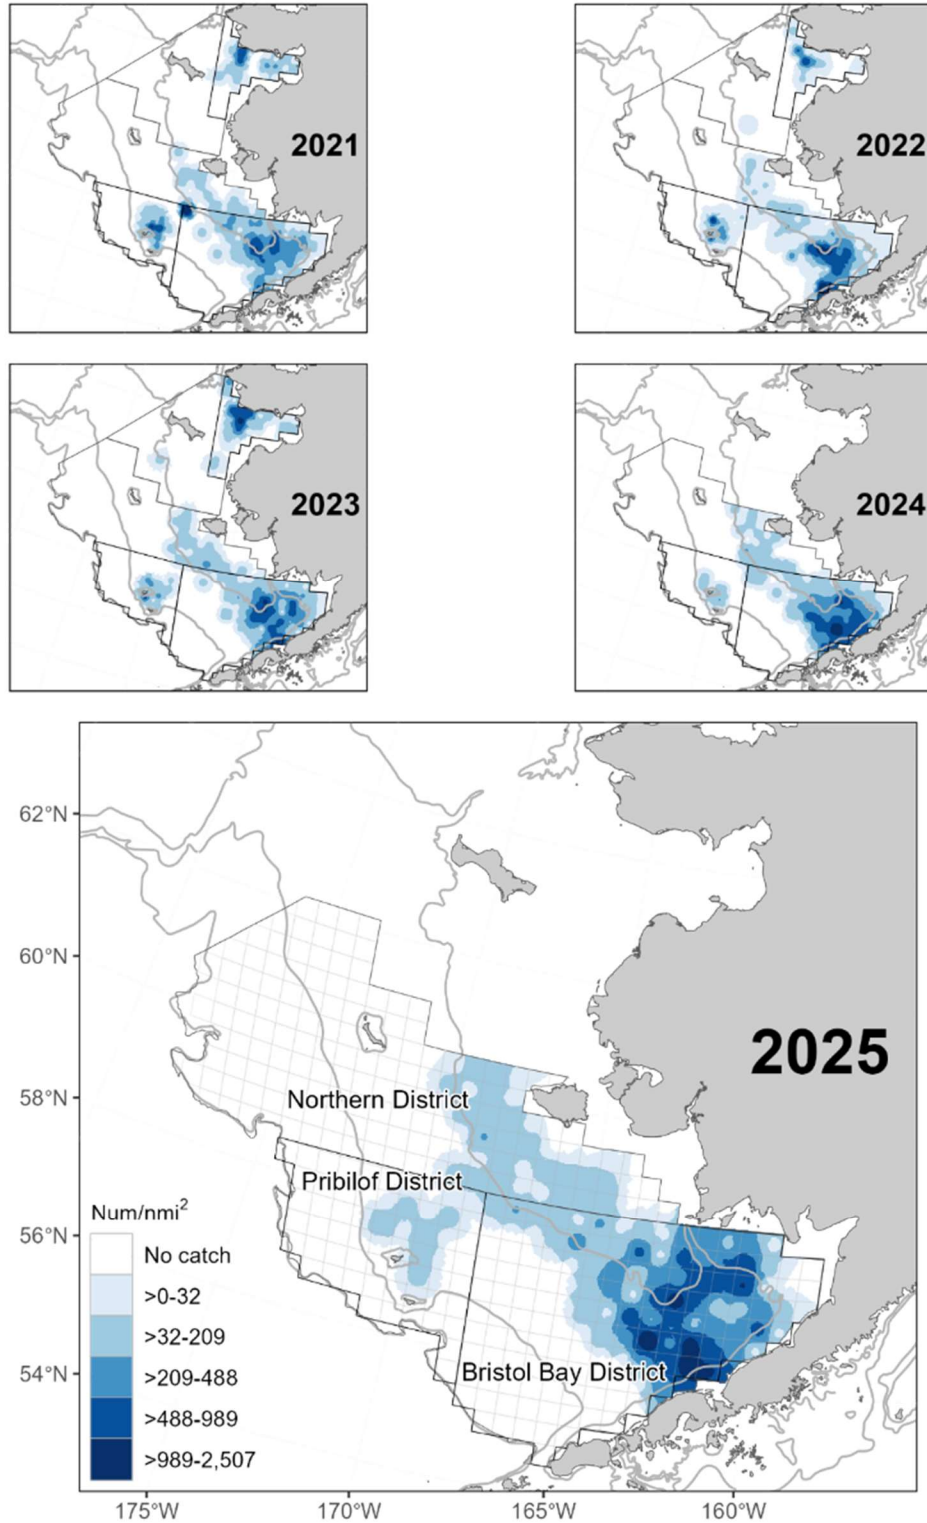 2021
2022
2023
2024
2025
62°N
60°N
58°N
56°N
54°N
Northern District
Pribilof District
Bristol Bay District
Num/nmi²
No catch
>0-32
>32-209
>209-488
>488-989
>989-2,507
175°W
170°W
165°W
160°W